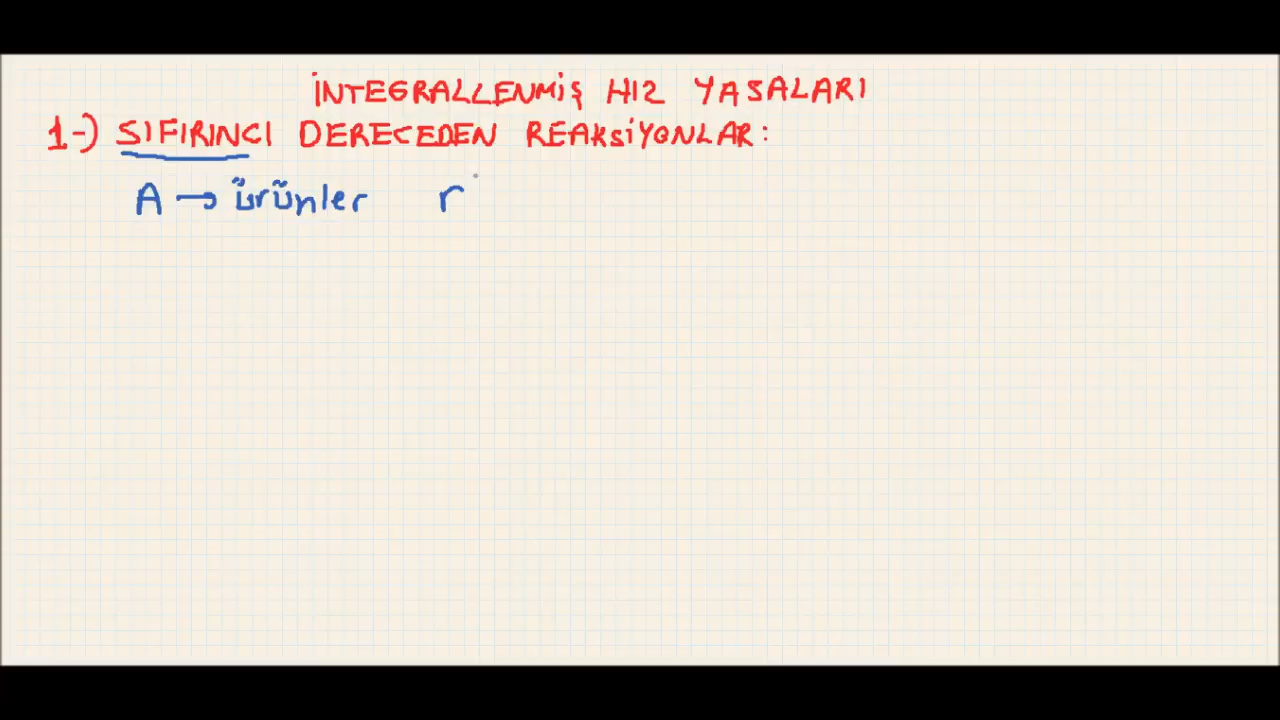 İNTEGRALLENMİŞ HIZ YASALARI
1-) SIFIRINCI DERECEDEN REAKSİYONLAR:
A → ürünler r